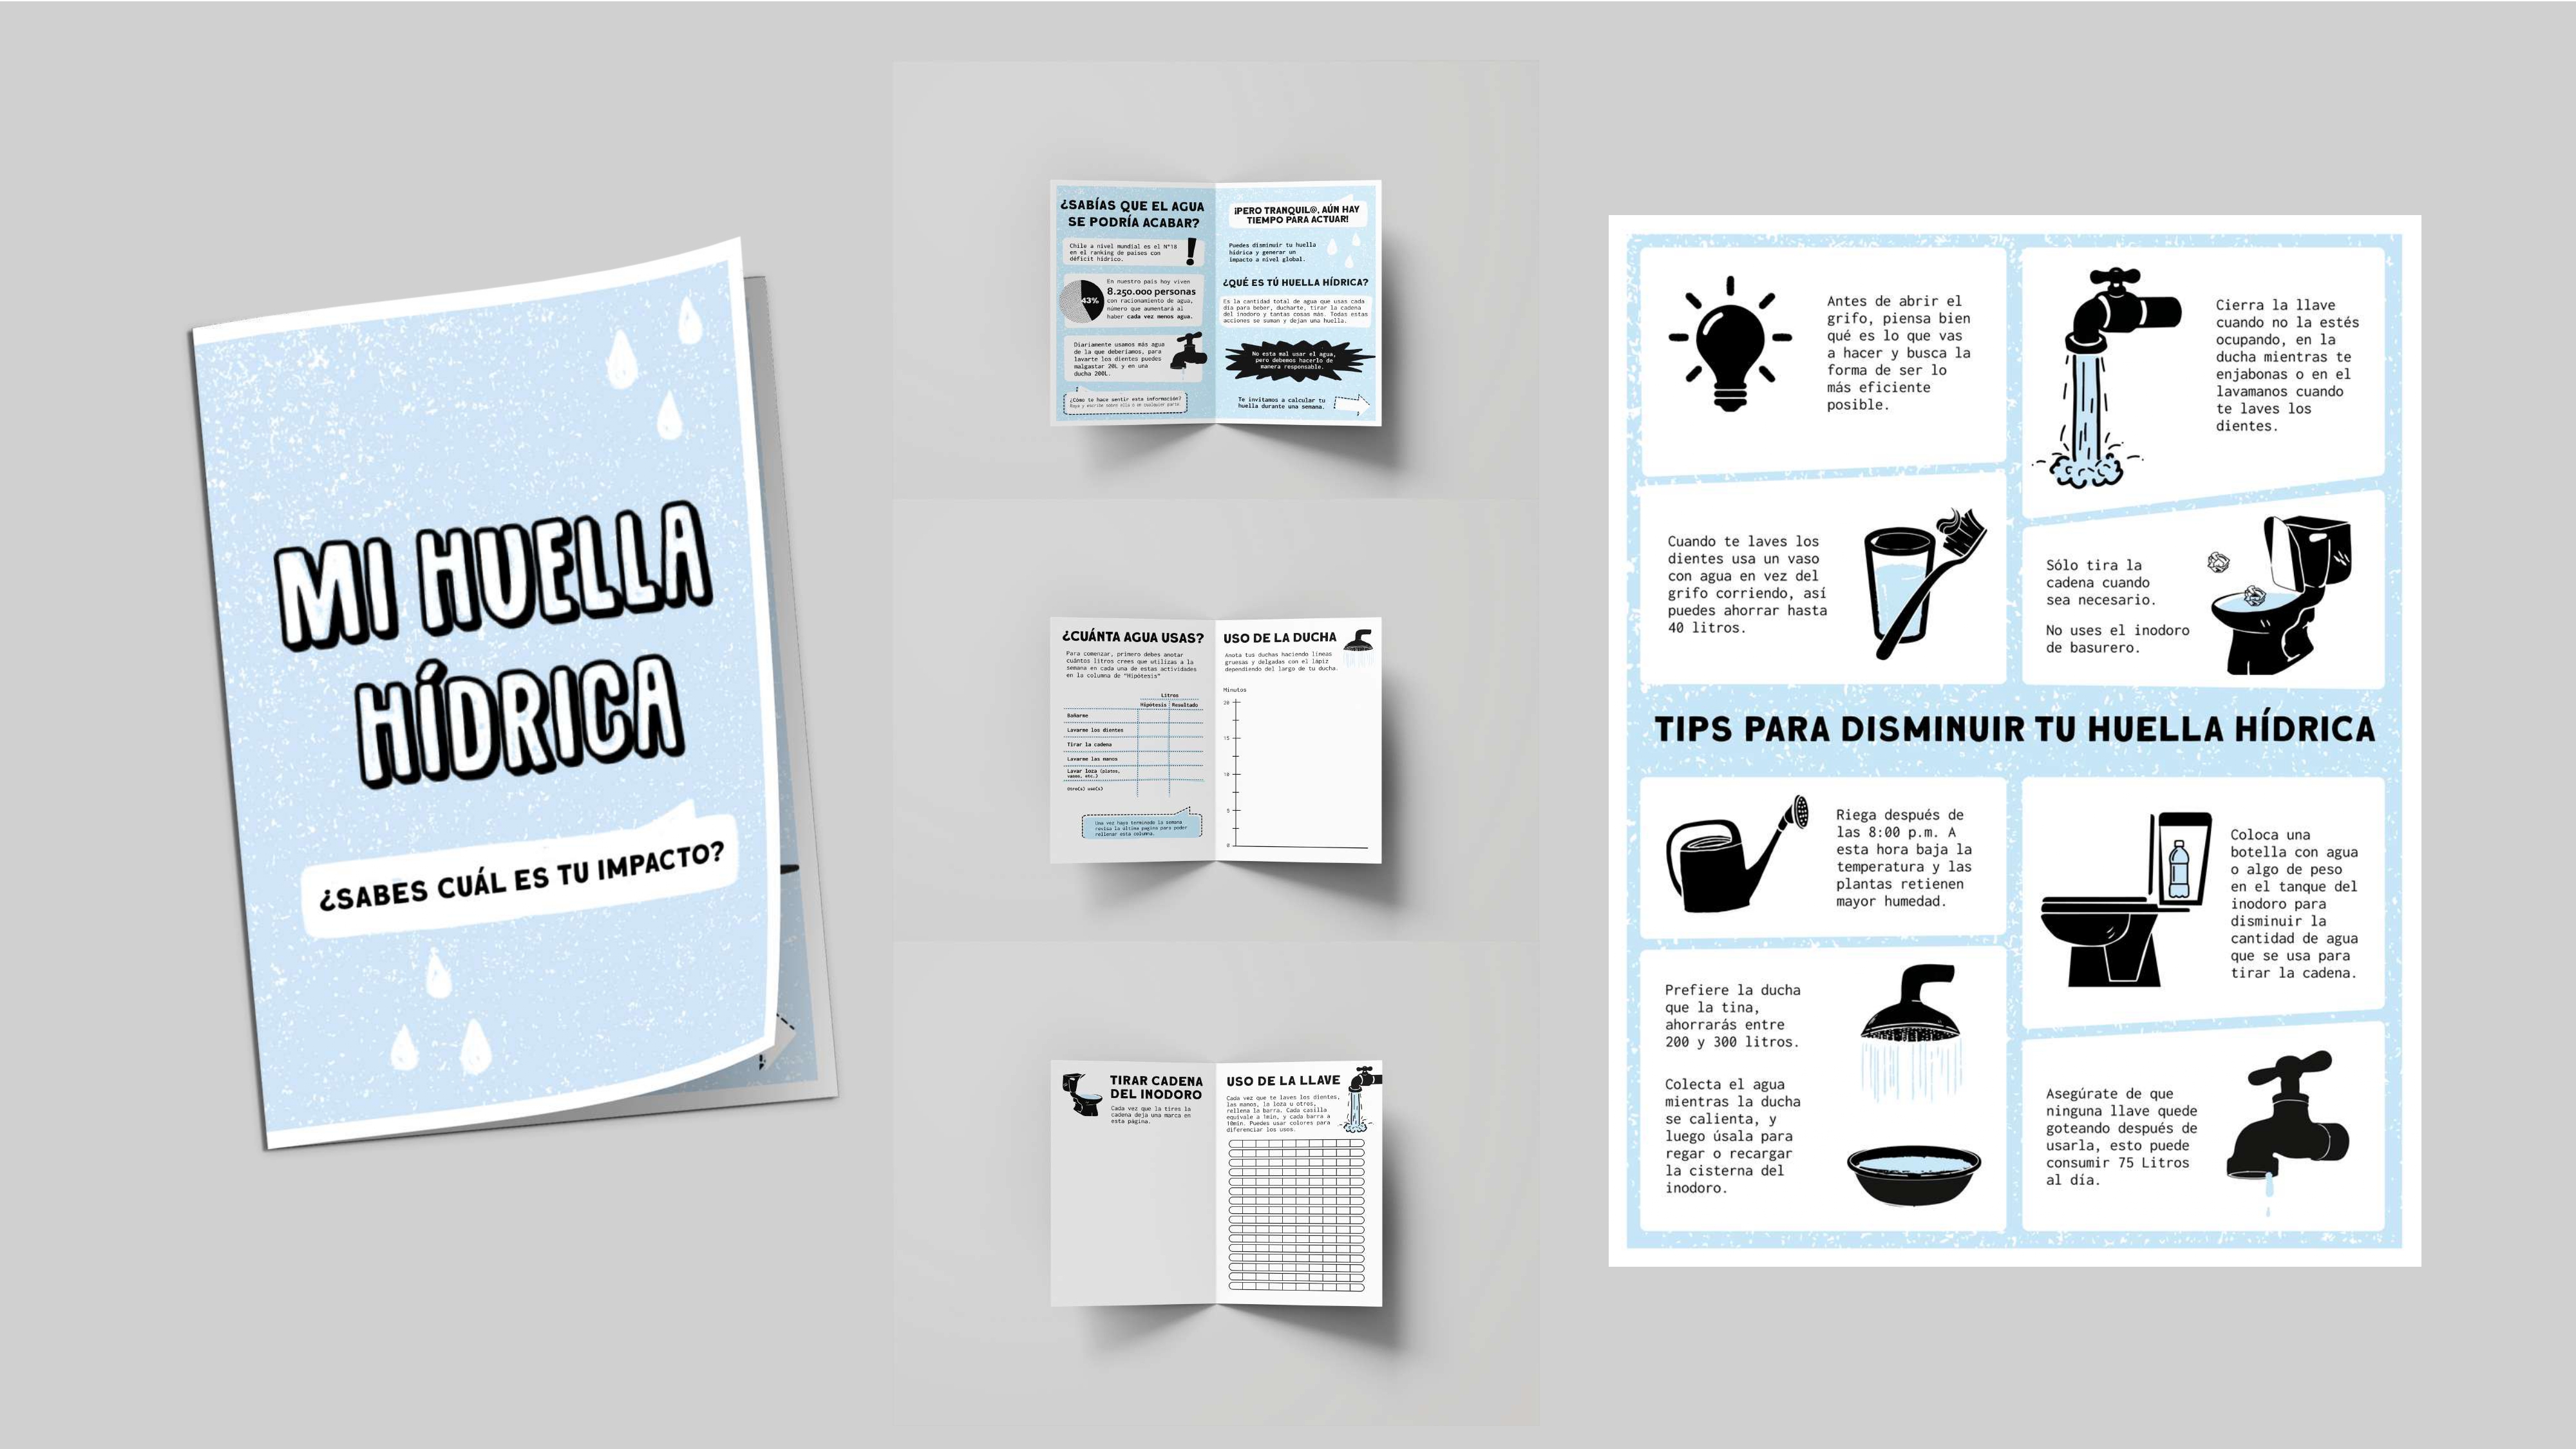 MI HUELLA
HÍDRICA
¿SABES CUÁL ES TU IMPACTO?
¿SABÍAS QUE EL AGUA
SE PODRÍA ACABAR?
Chile a nivel mundial es el N°18
en el ranking de países con
déficit hídrico.
En nuestro país hoy viven
8.250.000 personas
con racionamiento de agua,
número que aumentará al
haber cada vez menos agua.
43%
Diariamente usamos más agua
de la que deberíamos, para
lavarte los dientes puedes
malgastar 20L y en una
ducha 200L.
¿Cómo te hace sentir esta información?
Raya y escribe sobre ella o en cualquier parte.
¡PERO TRANQUIL@, AÚN HAY
TIEMPO PARA ACTUAR!
Puedes disminuir tu huella
hídrica y generar un
impacto a nivel global.
¿QUÉ ES TÚ HUELLA HÍDRICA?
Es la cantidad total de agua que usas cada
día para beber, ducharte, tirar la cadena
del inodoro y tantas cosas más. Todas estas
acciones se suman y dejan una huella.
No esta mal usar el agua,
pero debemos hacerlo de
manera responsable.
Te invitamos a calcular tu
huella durante una semana.
¿CUÁNTA AGUA USAS?
Para comenzar, primero debes anotar
cuántos litros crees que utilizas a la
semana en cada una de estas actividades
en la columna de "Hipótesis"
Litros
Hipótesis Resultado
Bañarme
Lavarme los dientes
Tirar la cadena
Lavarme las manos
Lavar loza (platos,
vasos, etc.)
Otro(s) uso(s)
Una vez haya terminado la semana
revisa la última página para poder
rellenar esta columna.
USO DE LA DUCHA
Anota tus duchas haciendo líneas
gruesas y delgadas con el lápiz
dependiendo del largo de tu ducha.
Minutos
20
15
10
5
0
TIRAR CADENA
DEL INODORO
Cada vez que la tires la
cadena deja una marca en
esta página.
USO DE LA LLAVE
Cada vez que te laves los dientes,
las manos, la loza u otros,
rellena la barra. Cada casilla
equivale a 1min, y cada barra a
10min. Puedes usar colores para
diferenciar los usos.
Antes de abrir el
grifo, piensa bien
qué es lo que vas
a hacer y busca la
forma de ser lo
más eficiente
posible.
Cierra la llave
cuando no la estés
ocupando, en la
ducha mientras te
enjabonas o en el
lavamanos cuando
te laves los
dientes.
Cuando te laves los
dientes usa un vaso
con agua en vez del
grifo corriendo, así
puedes ahorrar hasta
40 litros.
Sólo tira la
cadena cuando
sea necesario.
No uses el inodoro
de basurero.
TIPS PARA DISMINUIR TU HUELLA HÍDRICA
Riega después de
las 8:00 p.m. A
esta hora baja la
temperatura y las
plantas retienen
mayor humedad.
Coloca una
botella con agua
o algo de peso
en el tanque del
inodoro para
disminuir la
cantidad de agua
que se usa para
tirar la cadena.
Prefiere la ducha
que la tina,
ahorrarás entre
200 y 300 litros.
Colecta el agua
mientras la ducha
se calienta, y
luego úsala para
regar o recargar
la cisterna del
inodoro.
Asegúrate de que
ninguna llave quede
goteando después de
usarla, esto puede
consumir 75 Litros
al día.